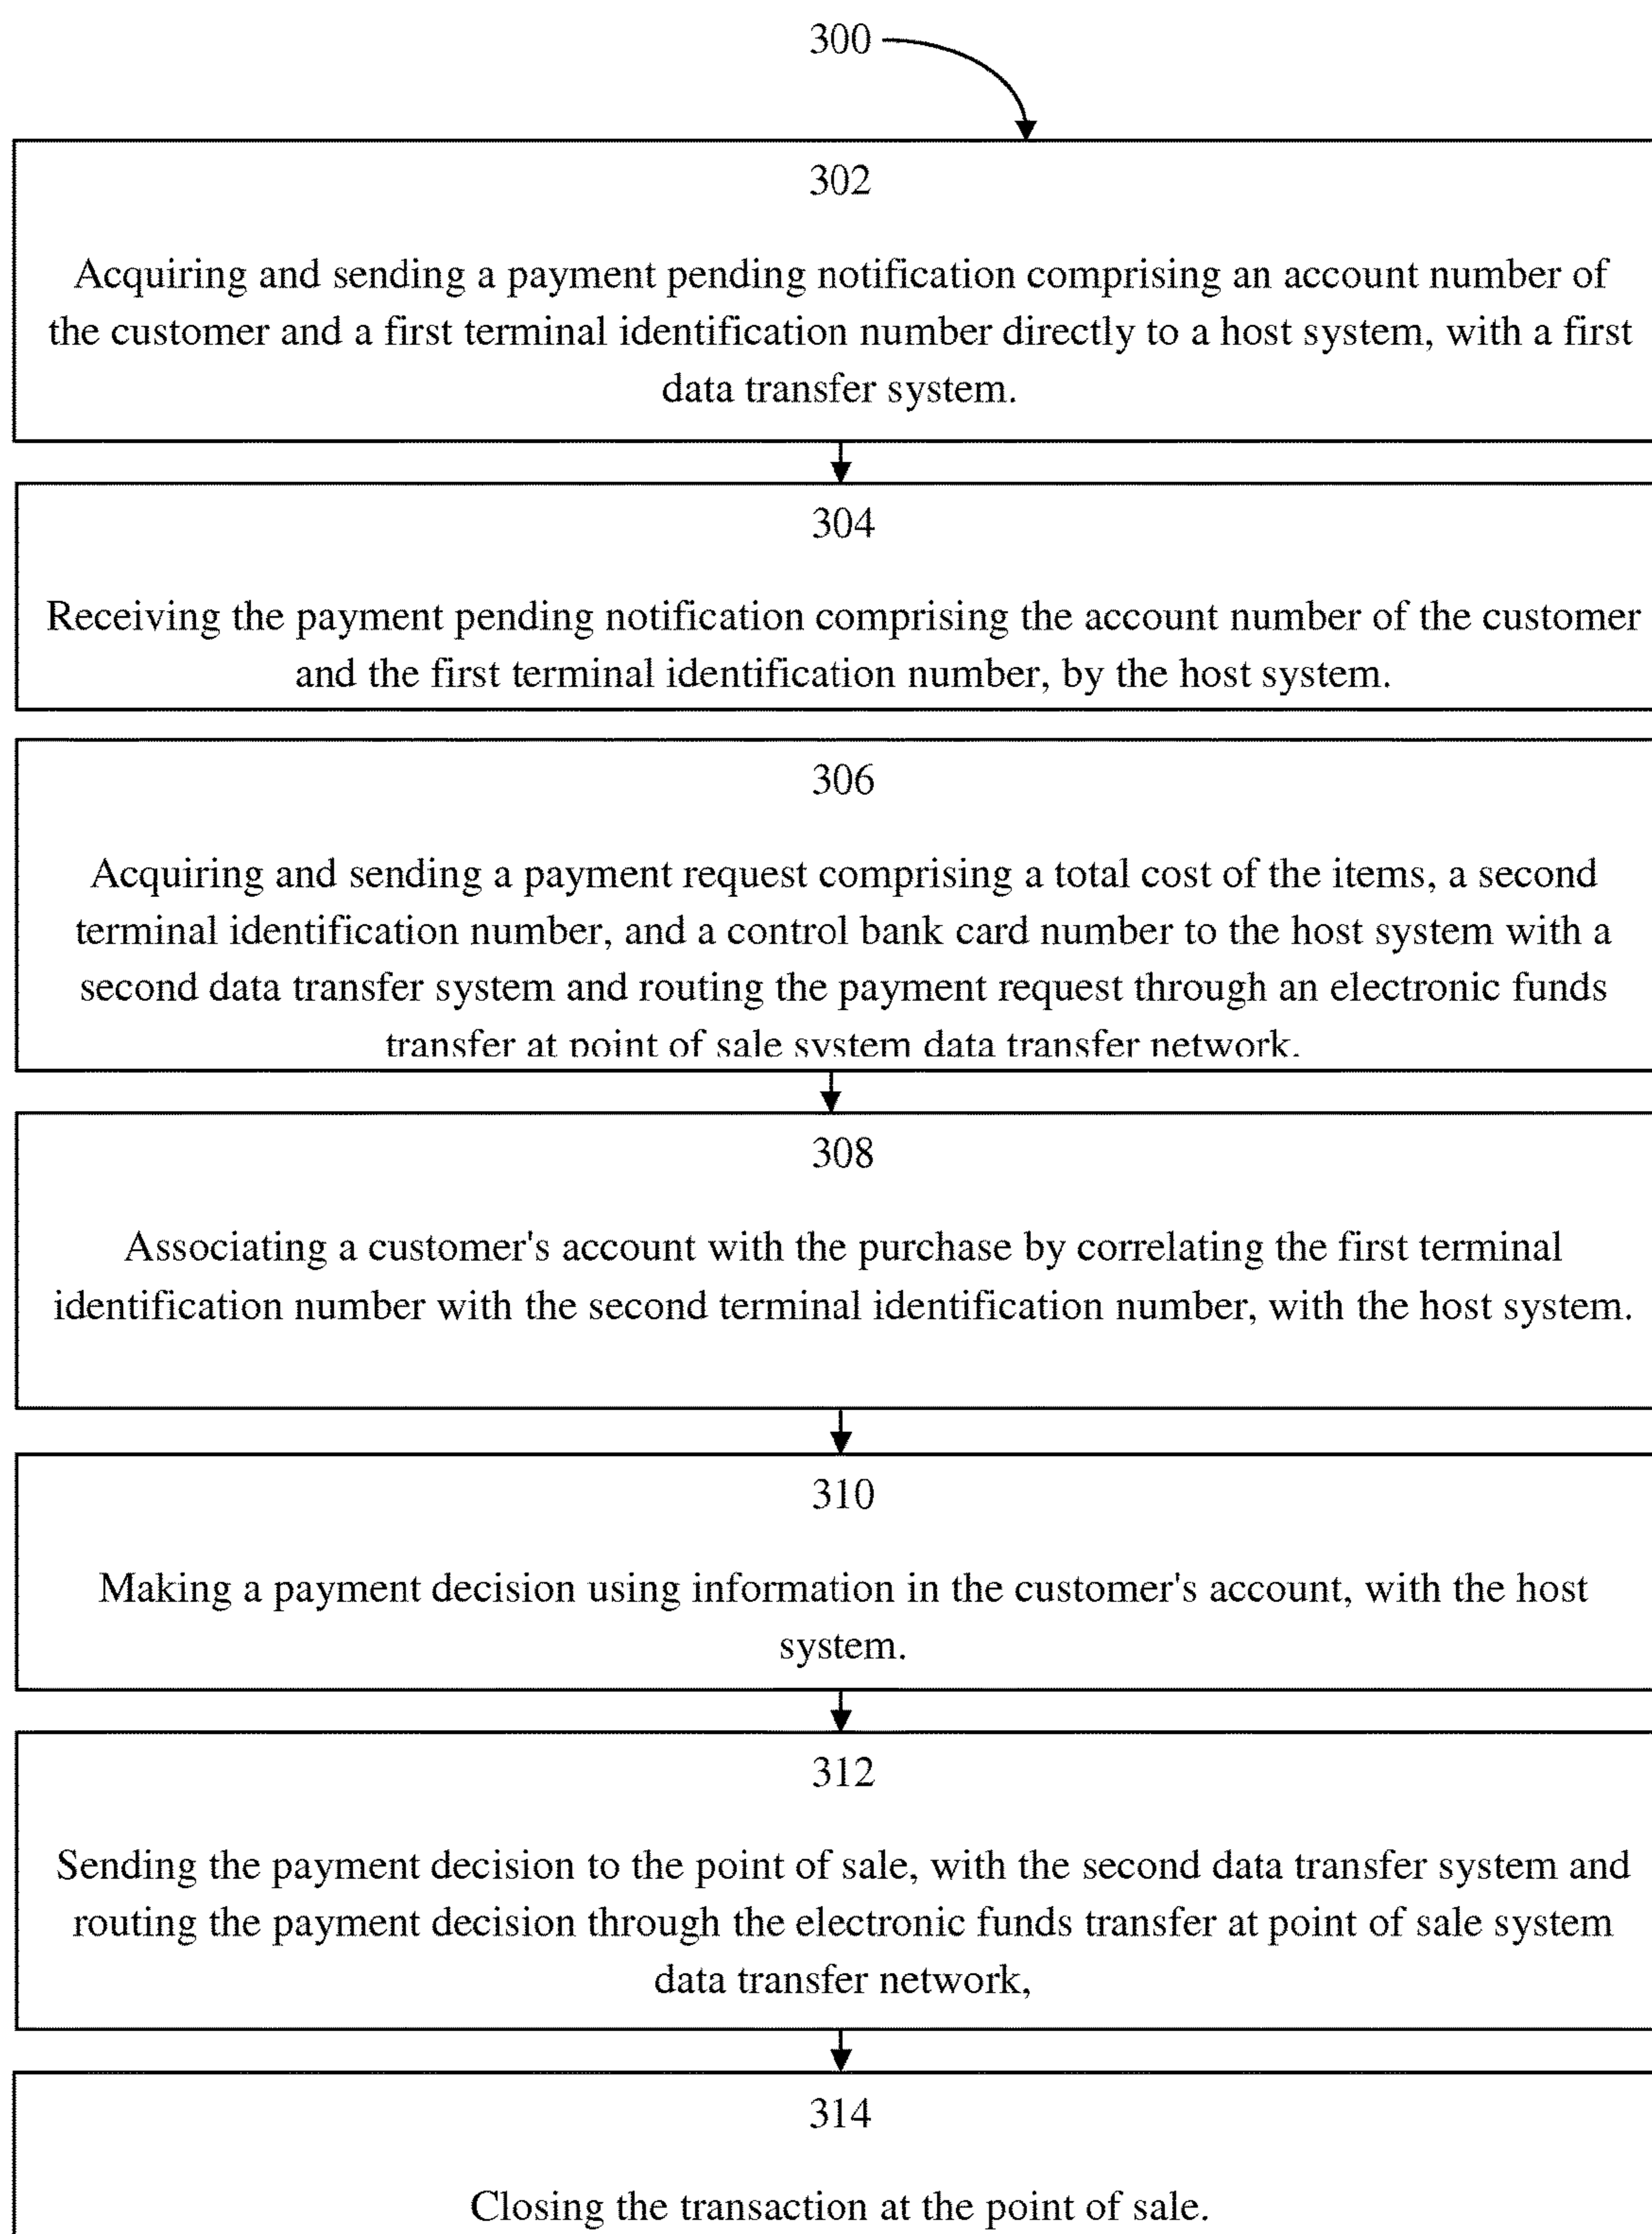 300
302
Acquiring and sending a payment pending notification comprising an account number of
the customer and a first terminal identification number directly to a host system, with a first
data transfer system.
304
Receiving the payment pending notification comprising the account number of the customer
and the first terminal identification number, by the host system.
306
Acquiring and sending a payment request comprising a total cost of the items, a second
terminal identification number, and a control bank card number to the host system with a
second data transfer system and routing the payment request through an electronic funds
transfer at point of sale system data transfer network.
308
Associating a customer's account with the purchase by correlating the first terminal
identification number with the second terminal identification number, with the host system.
310
Making a payment decision using information in the customer's account, with the host
system.
312
Sending the payment decision to the point of sale, with the second data transfer system and
routing the payment decision through the electronic funds transfer at point of sale system
data transfer network,
314
Closing the transaction at the point of sale.